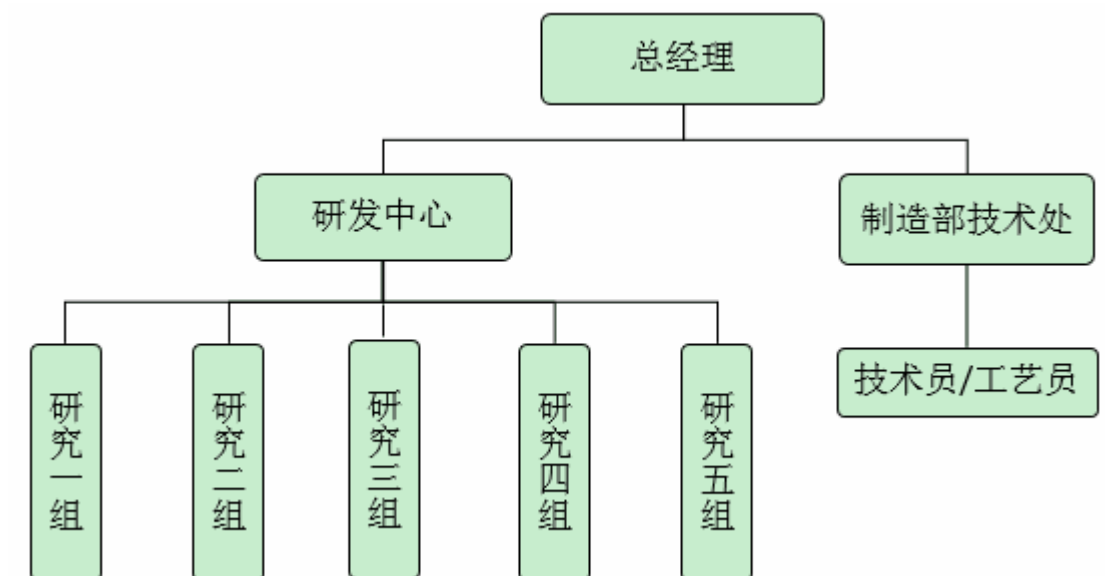 总经理
研发中心
制造部技术处
技术员/工艺员
研究一组
研究二组
研究三组
研究四组
研究五组